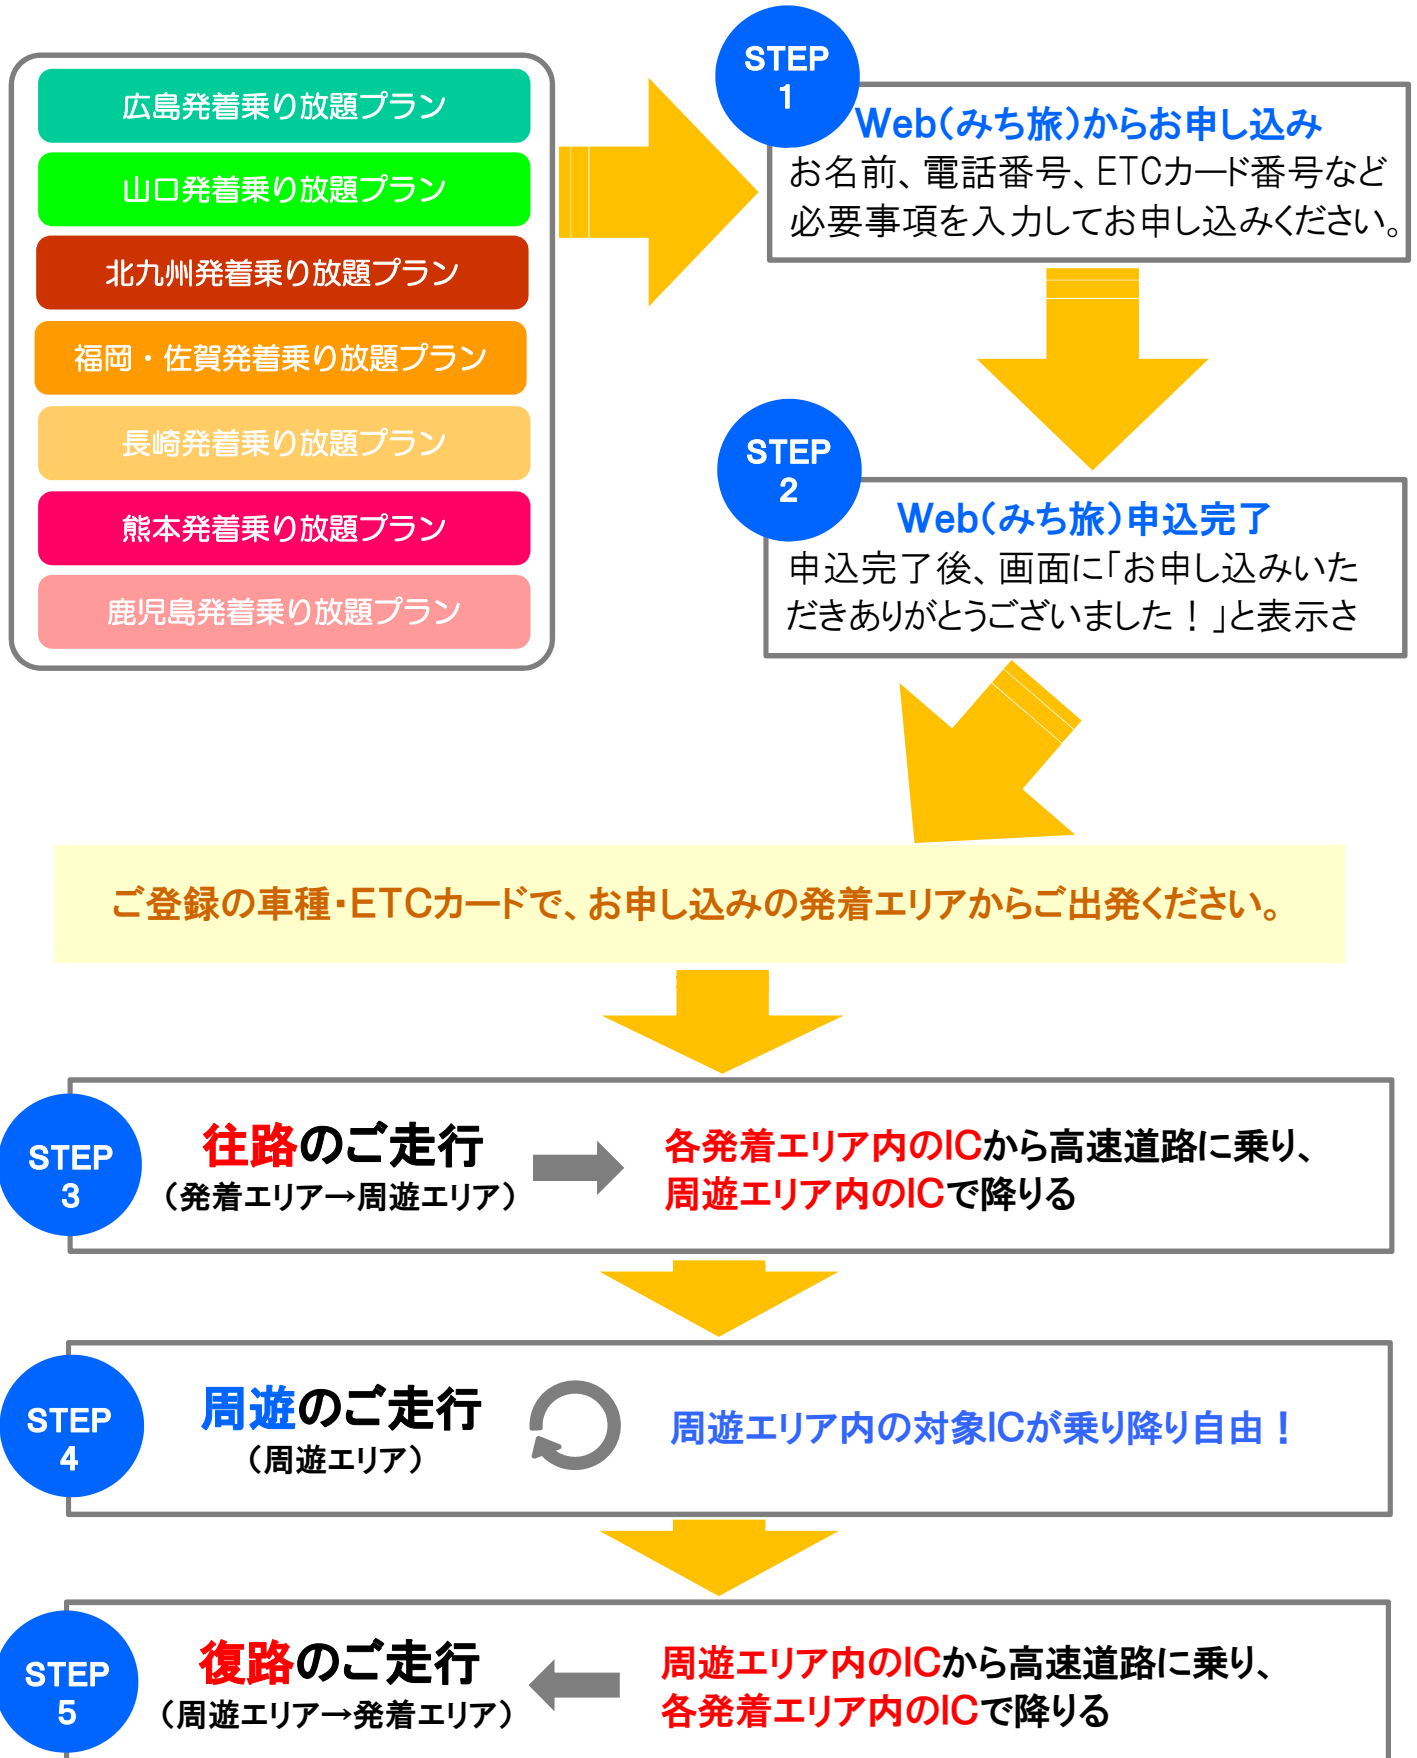 広島発着乗り放題プラン
山口発着乗り放題プラン
北九州発着乗り放題プラン
福岡・佐賀発着乗り放題プラン
長崎発着乗り放題プラン
熊本発着乗り放題プラン
鹿児島発着乗り放題プラン
STEP
1
Web(みち旅)からお申し込み
お名前、電話番号、ETCカード番号など
必要事項を入力してお申し込みください。
STEP
2
Web(みち旅)申込完了
申込完了後、画面に「お申し込みいた
だきありがとうございました！」と表示さ
ご登録の車種・ETCカードで、お申し込みの発着エリアからご出発ください。
STEP
3
往路のご走行
(発着エリア→周遊エリア)
各発着エリア内のICから高速道路に乗り、
周遊エリア内のICで降りる
STEP
4
周遊のご走行
(周遊エリア)
周遊エリア内の対象ICが乗り降り自由！
STEP
5
復路のご走行
(周遊エリア→発着エリア)
周遊エリア内のICから高速道路に乗り、
各発着エリア内のICで降りる